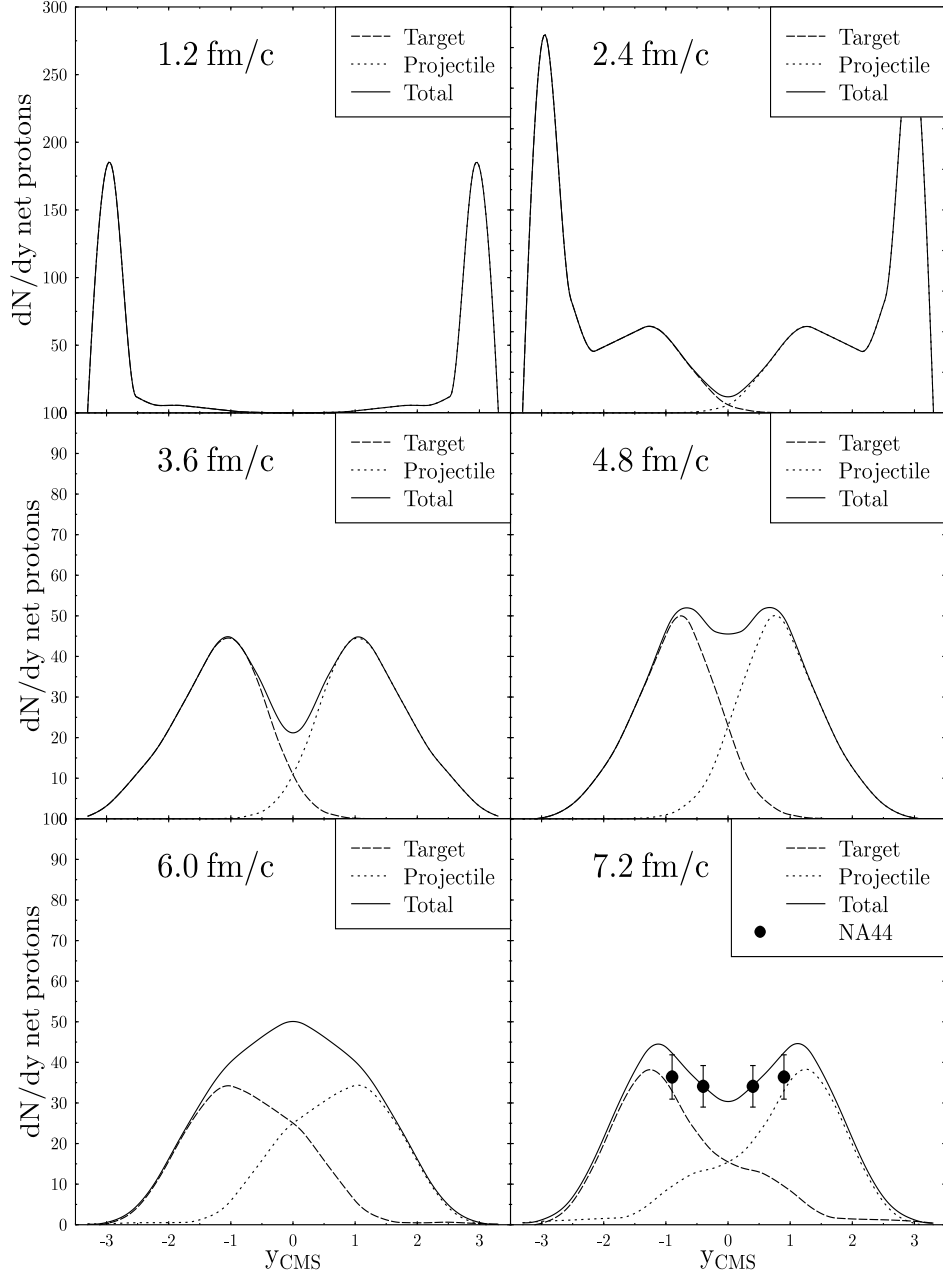 300
250
200
150
100
50
100
dN/dy net protons
1.2 fm/c
Target
Projectile
Total
2.4 fm/c
Target
Projectile
Total
90
80
70
60
50
40
30
20
10
100
dN/dy net protons
3.6 fm/c
Target
Projectile
Total
4.8 fm/c
Target
Projectile
Total
90
80
70
60
50
40
30
20
10
0
dN/dy net protons
6.0 fm/c
Target
Projectile
Total
7.2 fm/c
Target
Projectile
Total
NA44
-3 -2 -1 0 1 2 3
-3 -2 -1 0 1 2 3
yCMS
yCMS